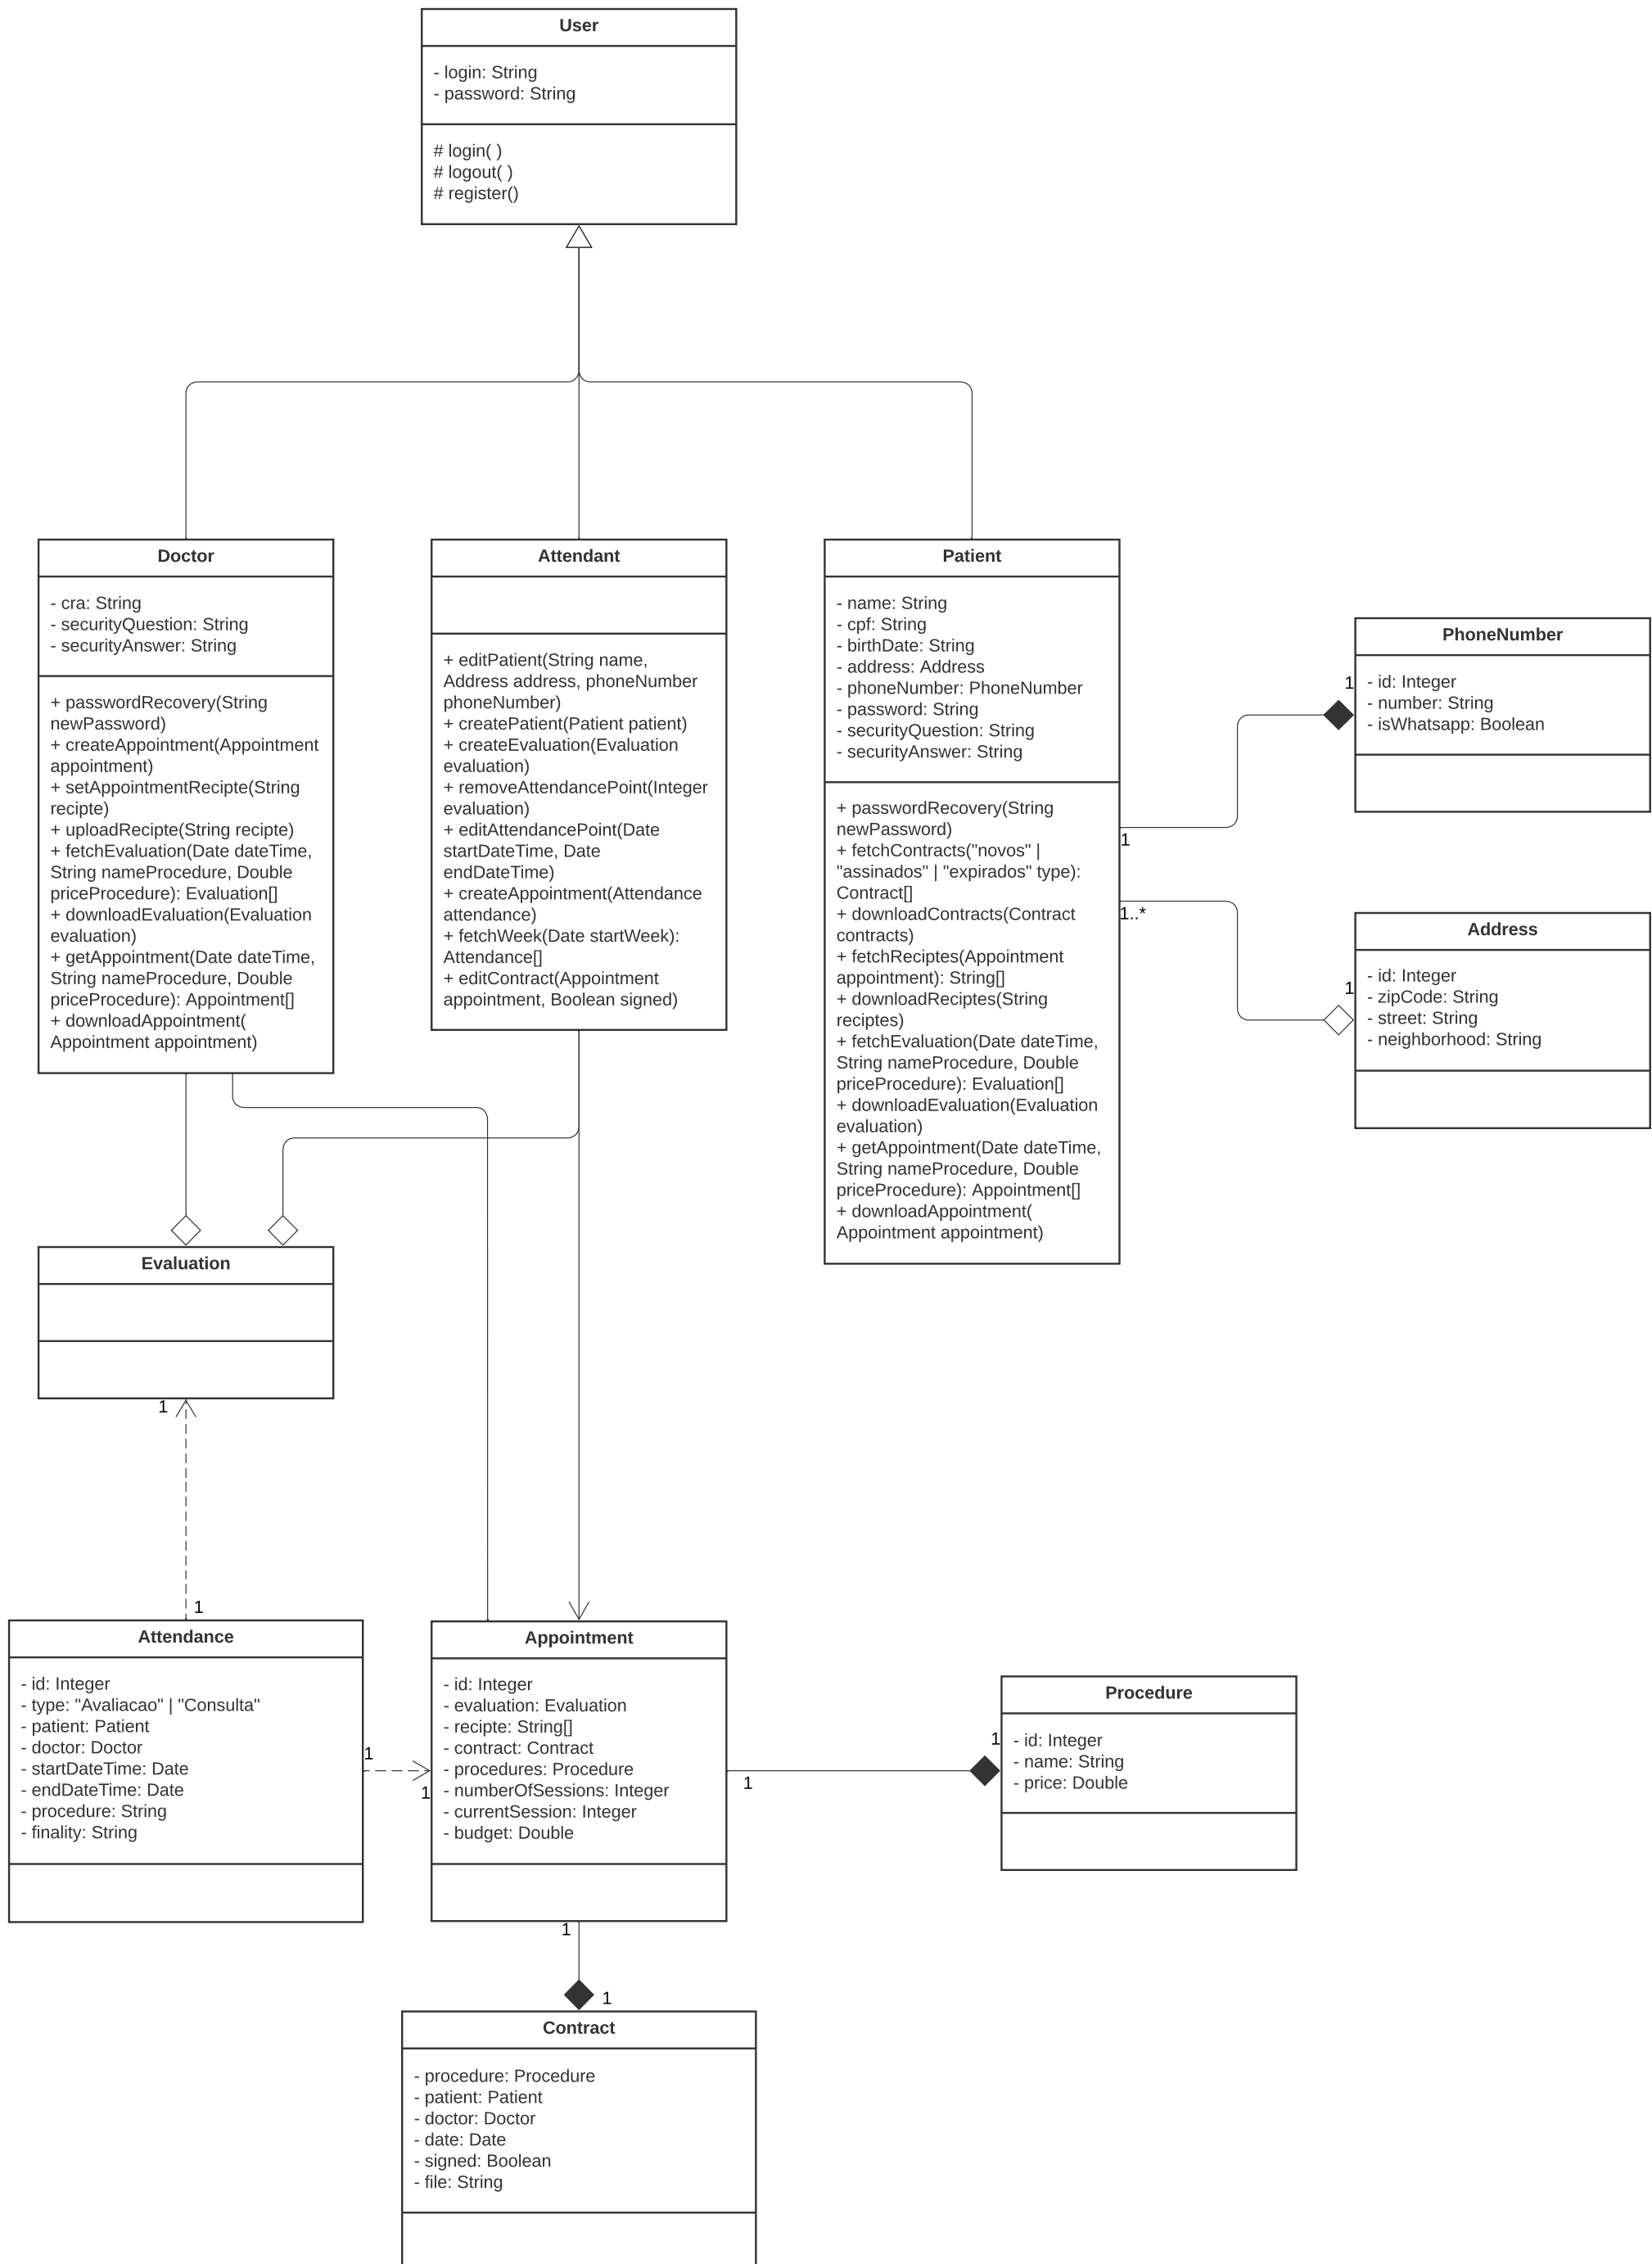 User
- login: String
- password: String
# login( )
# logout( )
# register()
Doctor
- cra: String
- securityQuestion: String
- securityAnswer: String
+ passwordRecovery(String
newPassword)
+ createAppointment(Appointment
appointment)
+ setAppointmentRecipte(String
recipte)
+ uploadRecipte(String recipte)
+ fetchEvaluation(Date dateTime,
String nameProcedure, Double
priceProcedure): Evaluation[]
+ downloadEvaluation(Evaluation
evaluation)
+ getAppointment(Date dateTime,
String nameProcedure, Double
priceProcedure): Appointment[]
+ downloadAppointment(
Appointment appointment)
Attendant
+ editPatient(String name,
Address address, phoneNumber
phoneNumber)
+ createPatient(Patient patient)
+ createEvaluation(Evaluation
evaluation)
+ removeAttendancePoint(Integer
evaluation)
+ editAttendancePoint(Date
startDateTime, Date
endDateTime)
+ createAppointment(Attendance
attendance)
+ fetchWeek(Date startWeek):
Attendance[]
+ editContract(Appointment
appointment, Boolean signed)
Patient
- name: String
- cpf: String
- birthDate: String
- address: Address
- phoneNumber: PhoneNumber
- password: String
- securityQuestion: String
- securityAnswer: String
+ passwordRecovery(String
newPassword)
+ fetchContracts("novos" |
"assinados" | "expirados" type):
Contract[]
+ downloadContracts(Contract
contracts)
+ fetchReciptes(Appointment
appointment): String[]
+ downloadReciptes(String
reciptes)
+ fetchEvaluation(Date dateTime,
String nameProcedure, Double
priceProcedure): Evaluation[]
+ downloadEvaluation(Evaluation
evaluation)
+ getAppointment(Date dateTime,
String nameProcedure, Double
priceProcedure): Appointment[]
+ downloadAppointment(
Appointment appointment)
1
1
PhoneNumber
- id: Integer
- number: String
- isWhatsapp: Boolean
1..*
1
Address
- id: Integer
- zipCode: String
- street: String
- neighborhood: String
Evaluation
1
1
Attendance
- id: Integer
- type: "Avaliacao" | "Consulta"
- patient: Patient
- doctor: Doctor
- startDateTime: Date
- endDateTime: Date
- procedure: String
- finality: String
1
1
Appointment
- id: Integer
- evaluation: Evaluation
- recipte: String[]
- contract: Contract
- procedures: Procedure
- numberOfSessions: Integer
- currentSession: Integer
- budget: Double
1
1
Procedure
- id: Integer
- name: String
- price: Double
1
1
Contract
- procedure: Procedure
- patient: Patient
- doctor: Doctor
- date: Date
- signed: Boolean
- file: String